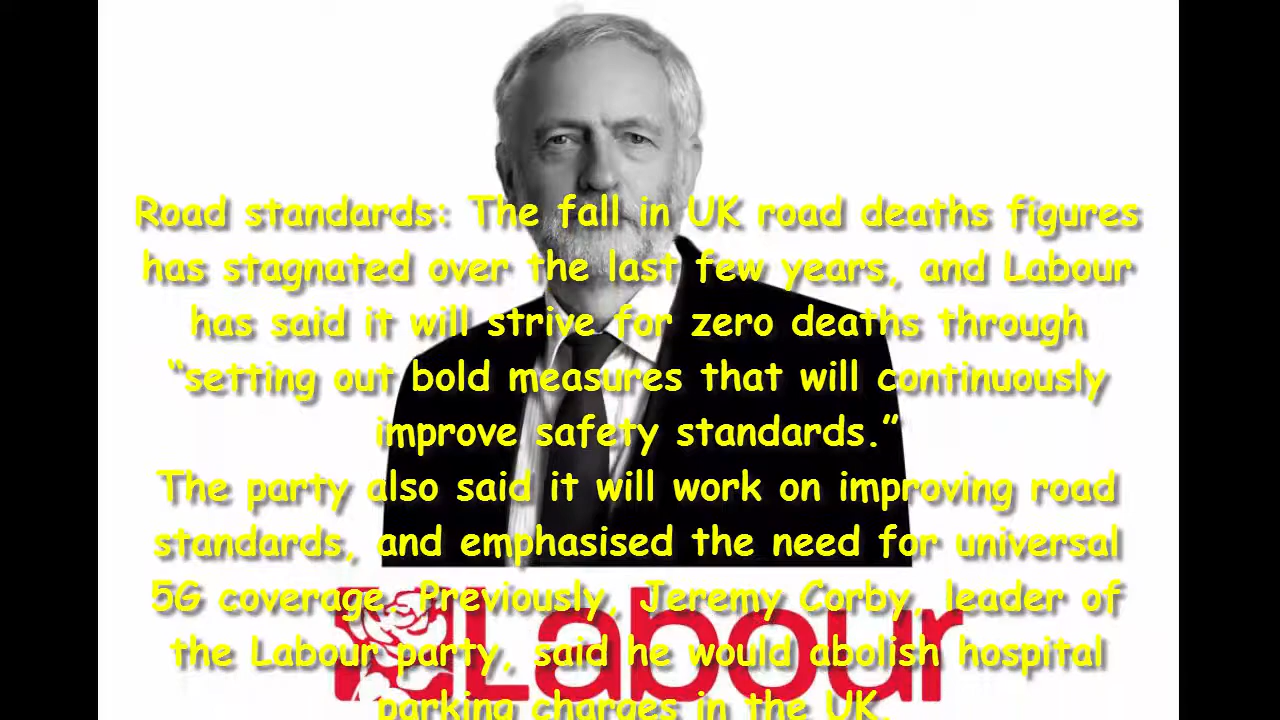 Road standards: The fall in UK road deaths figures
has stagnated over the last few years, and Labour
has said it will strive for zero deaths through
“setting out bold measures that will continuously
improve safety standards.”
The party also said it will work on improving road
standards, and emphasised the need for universal
5G coverage. Previously, Jeremy Corby, leader of
the Labour party, said he would abolish hospital
Labour
parking charges in the UK.